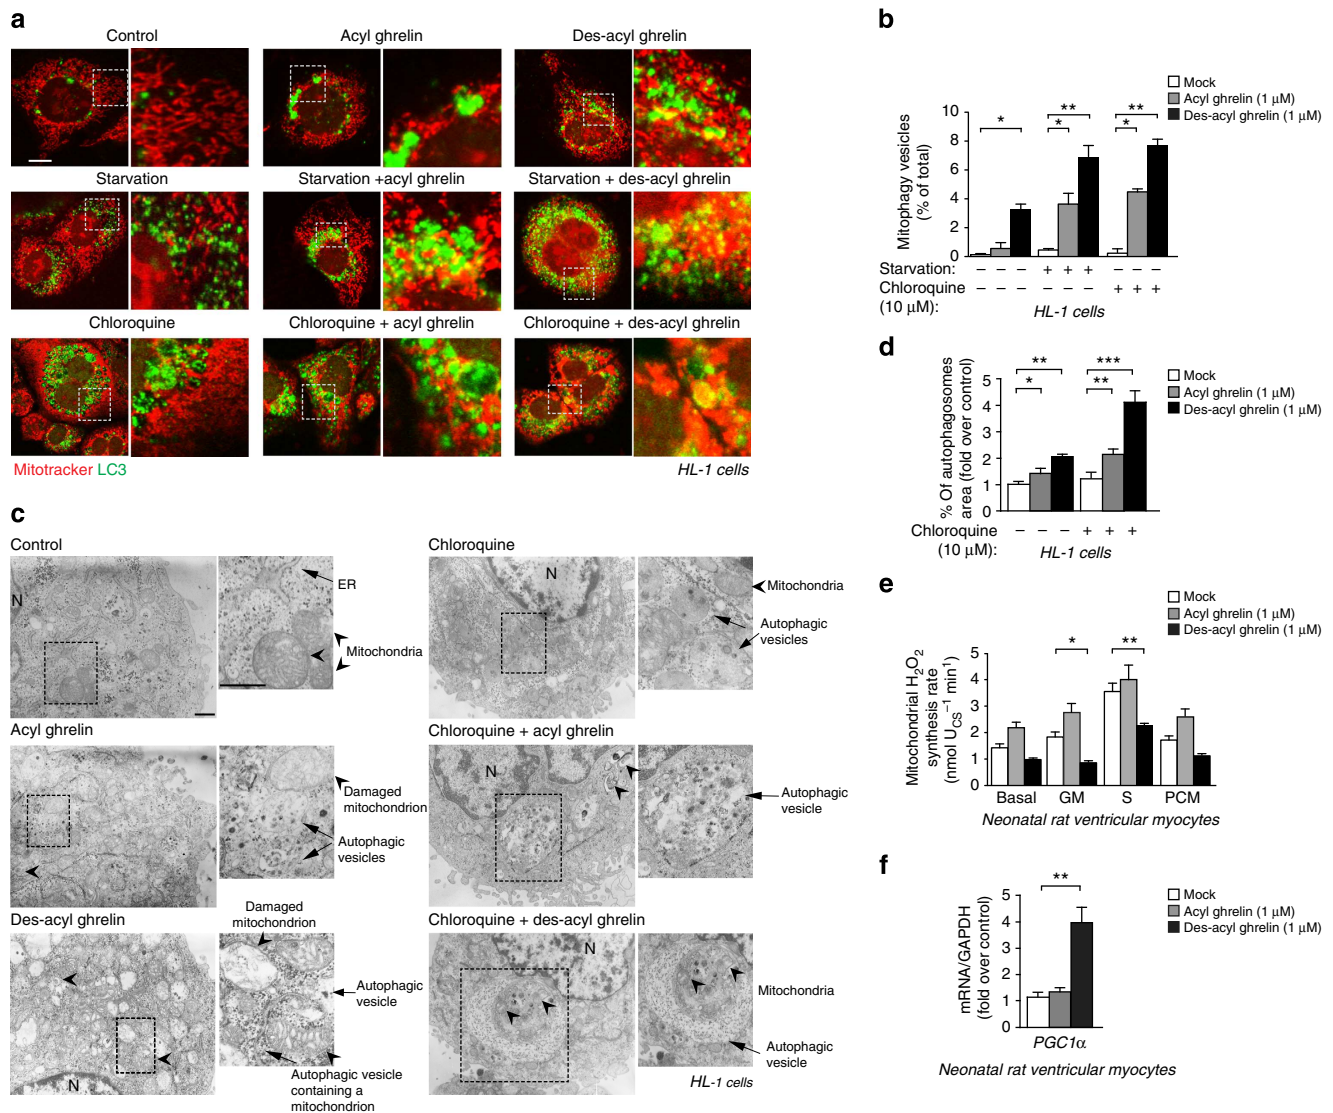 a
Control
Acyl ghrelin
Des-acyl ghrelin
Starvation
Starvation +acyl ghrelin
Starvation + des-acyl ghrelin
Chloroquine
Chloroquine + acyl ghrelin
Chloroquine + des-acyl ghrelin
Mitotracker LC3
HL-1 cells
b
Mock
Acyl ghrelin (1 µM)
Des-acyl ghrelin (1 µM)
Mitophagy vesicles
(% of total)
10
8
6
4
2
0
*
* **
* **
Starvation: − − − + + +
Chloroquine − − − + + +
(10 µM):
HL-1 cells
c
Control
N
ER
Mitochondria
Chloroquine
N
Mitochondria
Autophagic
vesicles
Acyl ghrelin
Damaged
mitochondrion
Autophagic
vesicles
Chloroquine + acyl ghrelin
N
Autophagic
vesicle
Des-acyl ghrelin
N
Damaged
mitochondrion
Autophagic
vesicle
Autophagic vesicle
containing a
mitochondrion
Chloroquine + des-acyl ghrelin
N
Mitochondria
Autophagic
vesicle
HL-1 cells
d
Mock
Acyl ghrelin (1 µM)
Des-acyl ghrelin (1 µM)
% Of autophagosomes
area (fold over control)
5
4
3
2
1
0
** ***
* **
Chloroquine − − − + + +
(10 µM):
HL-1 cells
e
Mock
Acyl ghrelin (1 µM)
Des-acyl ghrelin (1 µM)
Mitochondrial H₂O₂
synthesis rate
(nmol U_CS⁻¹ min¹)
5
4
3
2
1
0
* **
Basal GM S PCM
Neonatal rat ventricular myocytes
f
Mock
Acyl ghrelin (1 µM)
Des-acyl ghrelin (1 µM)
mRNA/GAPDH
(fold over control)
5
4
3
2
1
0
**
PGC1α
Neonatal rat ventricular myocytes